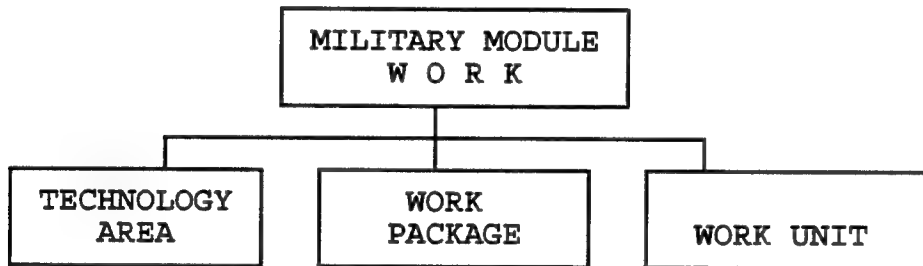 MILITARY MODULE
W O R K
TECHNOLOGY
AREA
WORK
PACKAGE
WORK UNIT